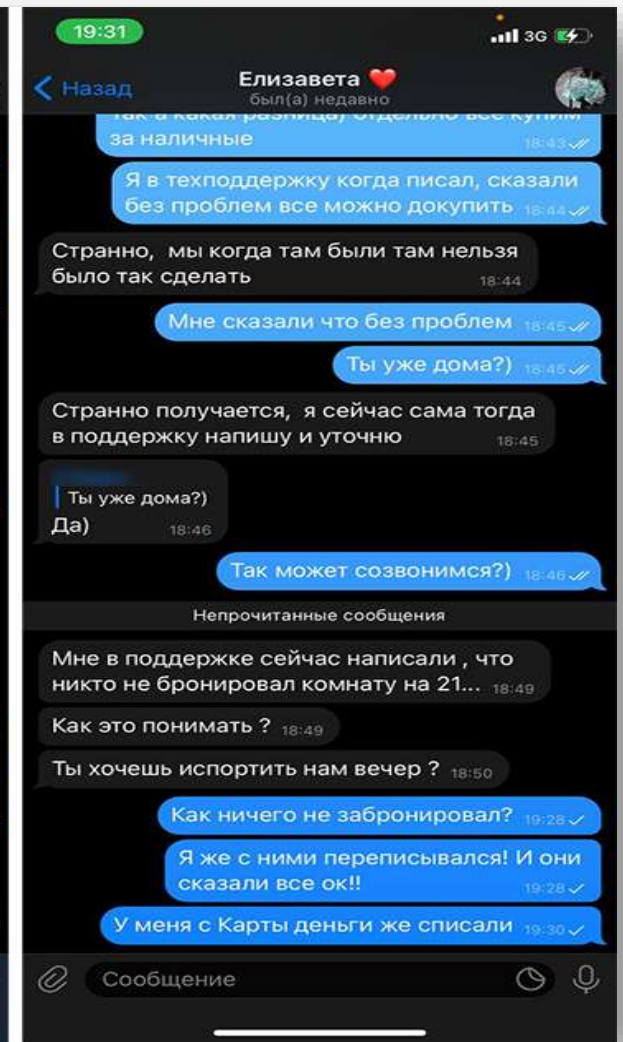 19:31
3G
Назад
Елизавета ❤️
был(а) недавно
так а какая разница) отдельно все купим
за наличные 18:43
Я в техподдержку когда писал, сказали
без проблем все можно докупить 18:44
Странно, мы когда там были там нельзя
было так сделать 18:44
Мне сказали что без проблем 18:45
Ты уже дома?) 18:45
Странно получается, я сейчас сама тогда
в поддержку напишу и уточню 18:45
Ты уже дома?)
Да) 18:46
Так может созвонимся?) 18:46
Непрочитанные сообщения
Мне в поддержке сейчас написали , что
никто не бронировал комнату на 21... 18:49
Как это понимать ? 18:49
Ты хочешь испортить нам вечер ? 18:50
Как ничего не забронировал? 19:28
Я же с ними переписывался! И они
сказали все ок!! 19:28
У меня с Карты деньги же списали 19:30
Сообщение